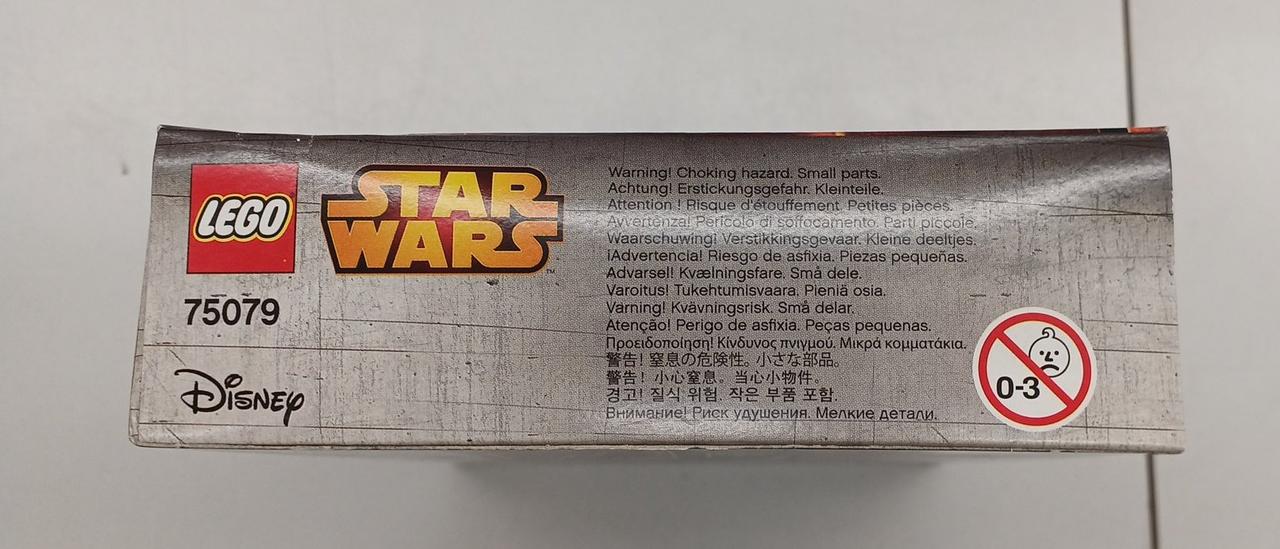 LEGO
STAR
WARS
™
75079
Disney
Warning! Choking hazard. Small parts.
Achtung! Erstickungsgefahr. Kleinteile.
Attention ! Risque d'étouffement. Petites pièces.
Avvertenza! Pericolo di soffocamento. Parti piccole.
Waarschuwing! Verstikkingsgevaar. Kleine deeltjes.
¡Advertencia! Riesgo de asfixia. Piezas pequeñas.
Advarsel! Kvælningsfare. Små dele.
Varoitus! Tukehtumisvaara. Pieniä osia.
Varning! Kvävningsrisk. Små delar.
Atenção! Perigo de asfixia. Peças pequenas.
Προειδοποίηση! Κίνδυνος πνιγμού. Μικρά κομματάκια.
警告! 窒息の危険性。小さな部品。
警告! 小心窒息。当心小物件。
경고! 질식 위험. 작은 부품 포함.
Внимание! Риск удушения. Мелкие детали.
0-3